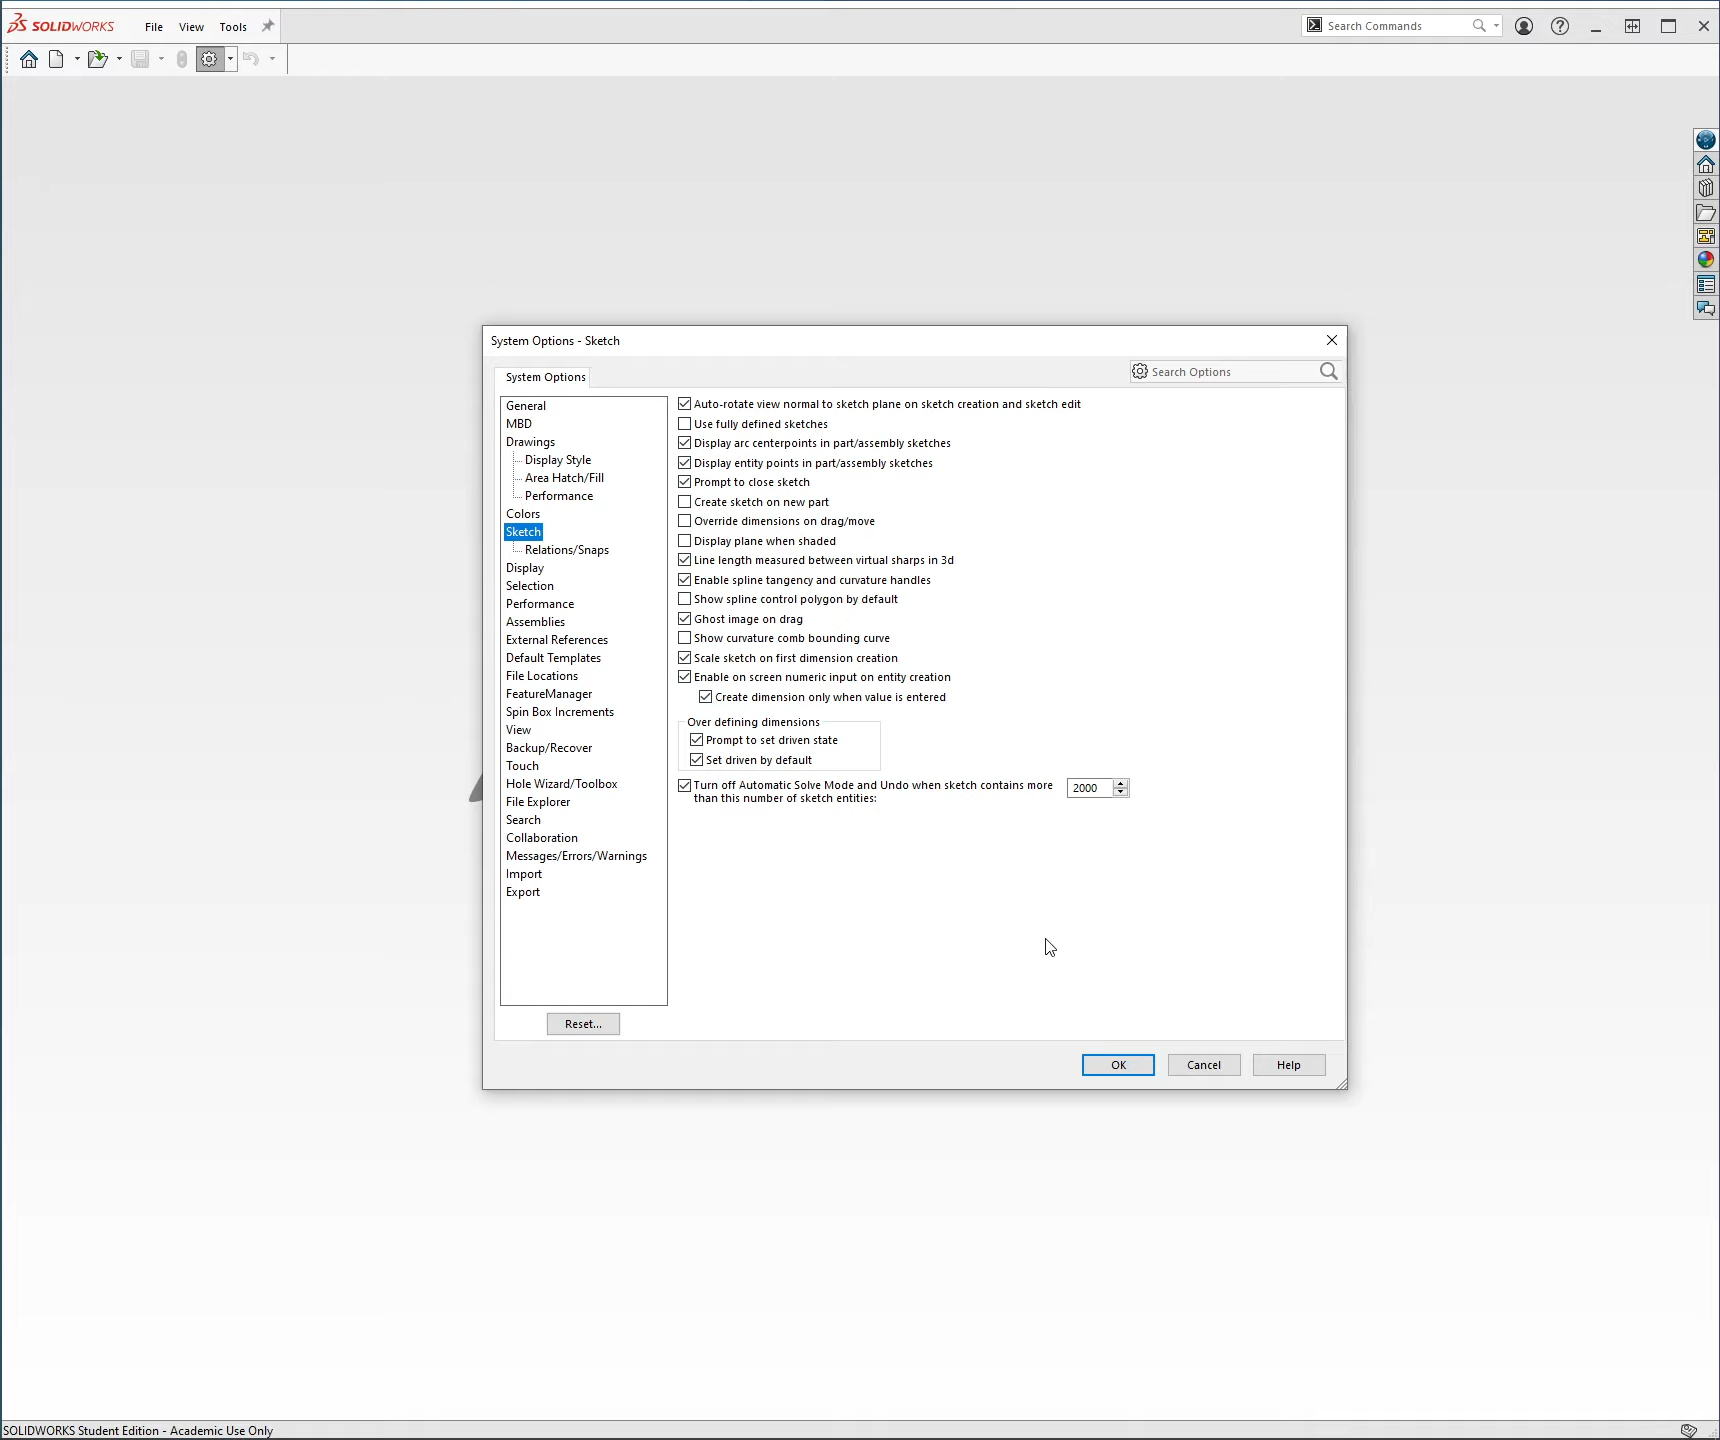 SOLIDWORKS File View Tools Search Commands
System Options - Sketch
System Options
Search Options
General
MBD
Drawings
Display Style
Area Hatch/Fill
Performance
Colors
Sketch
Relations/Snaps
Display
Selection
Performance
Assemblies
External References
Default Templates
File Locations
FeatureManager
Spin Box Increments
View
Backup/Recover
Touch
Hole Wizard/Toolbox
File Explorer
Search
Collaboration
Messages/Errors/Warnings
Import
Export
Reset...
Auto-rotate view normal to sketch plane on sketch creation and sketch edit
Use fully defined sketches
Display arc centerpoints in part/assembly sketches
Display entity points in part/assembly sketches
Prompt to close sketch
Create sketch on new part
Override dimensions on drag/move
Display plane when shaded
Line length measured between virtual sharps in 3d
Enable spline tangency and curvature handles
Show spline control polygon by default
Ghost image on drag
Show curvature comb bounding curve
Scale sketch on first dimension creation
Enable on screen numeric input on entity creation
Create dimension only when value is entered
Over defining dimensions
Prompt to set driven state
Set driven by default
Turn off Automatic Solve Mode and Undo when sketch contains more
than this number of sketch entities:
2000
OK Cancel Help
SOLIDWORKS Student Edition - Academic Use Only